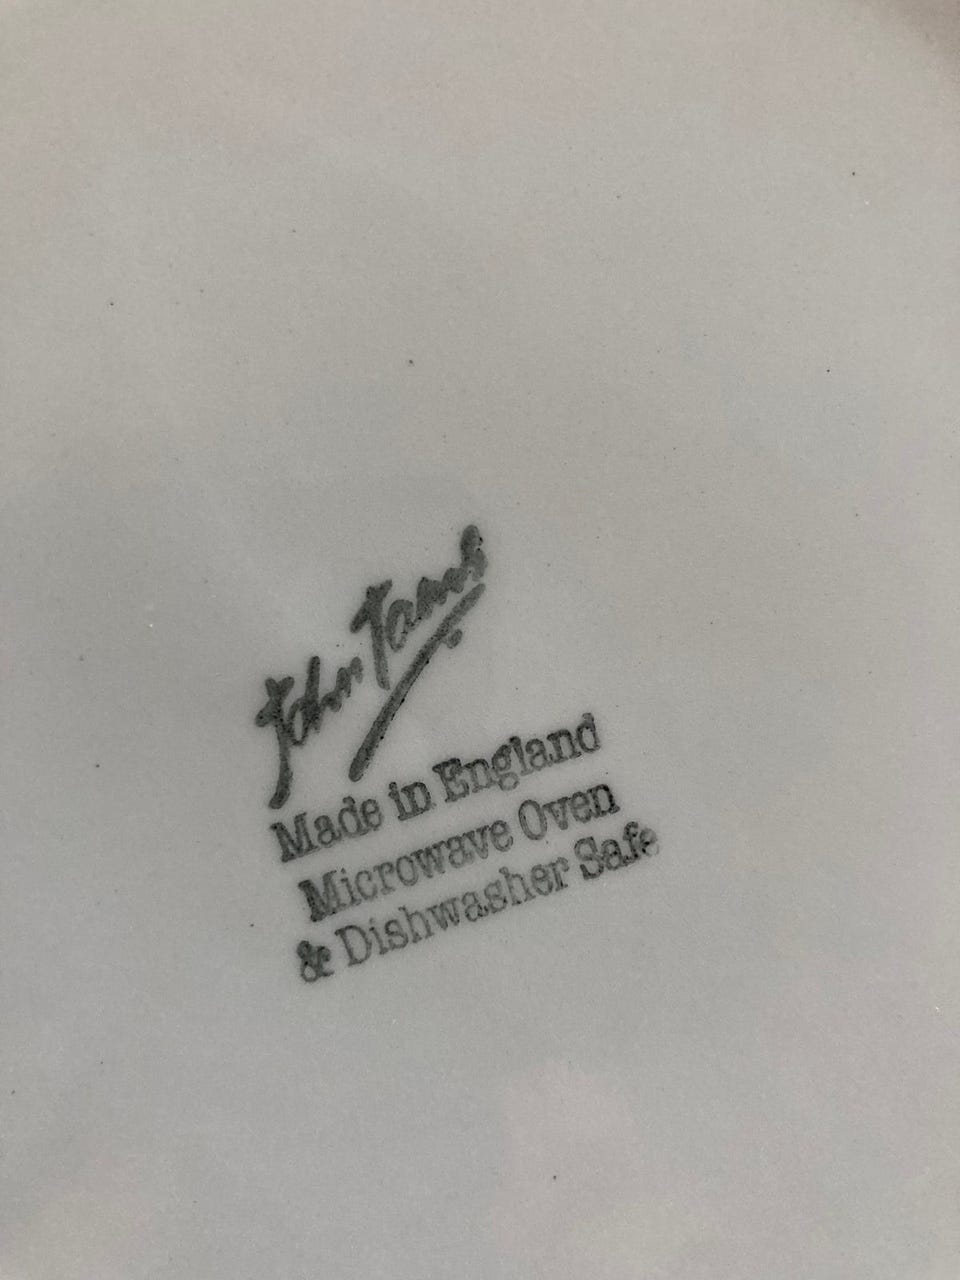 John Tams
Made in England
Microwave Oven
& Dishwasher Safe